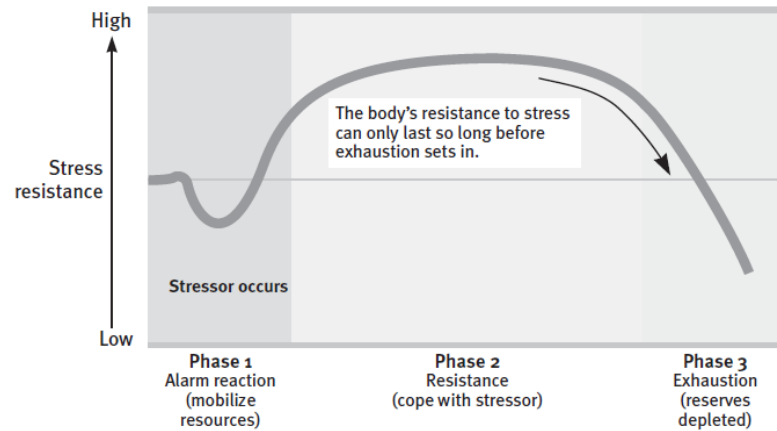 High
The body's resistance to stress
can only last so long before
exhaustion sets in.
Stress
resistance
Stressor occurs
Low
Phase 1
Alarm reaction
(mobilize
resources)
Phase 2
Resistance
(cope with stressor)
Phase 3
Exhaustion
(reserves
depleted)